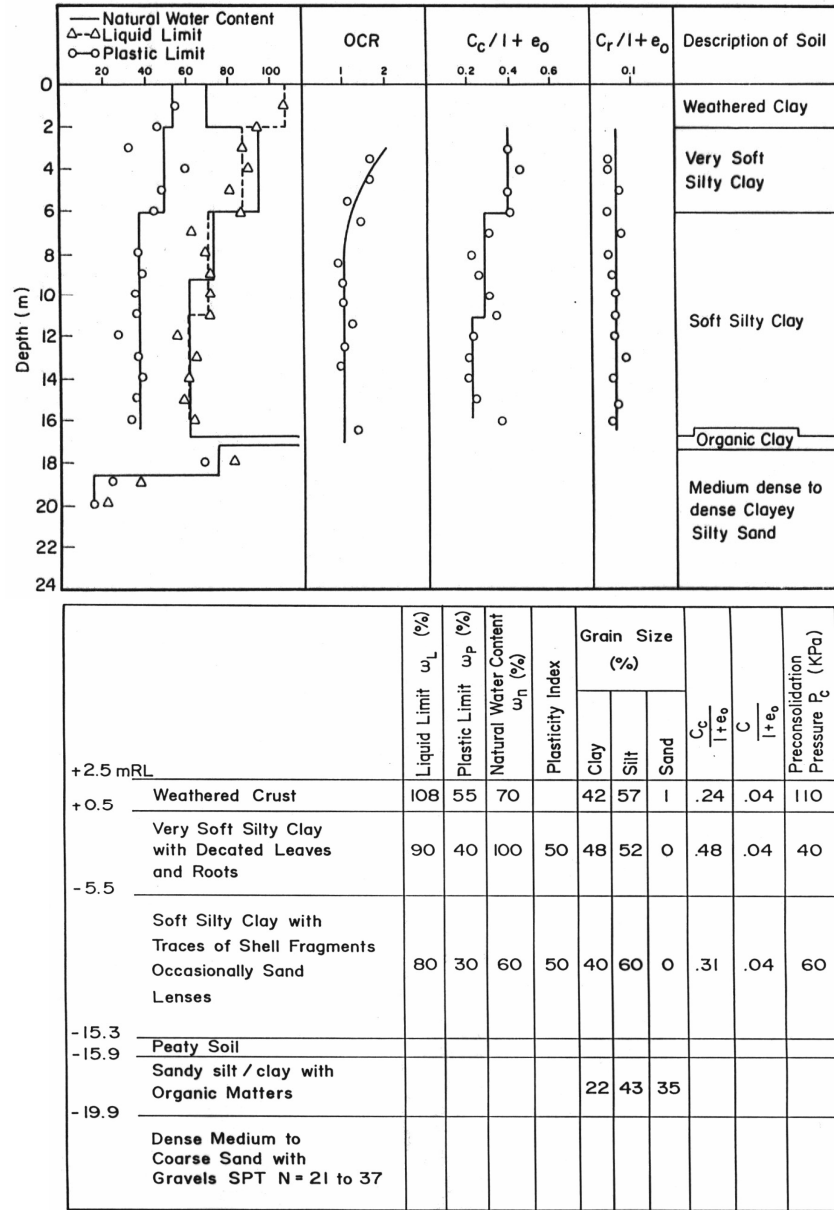 Natural Water Content
Liquid Limit
Plastic Limit
20 40 60 80 100
OCR
1 2
Cc/1+eo
0.2 0.4 0.6
Cr/1+eo
0.1
Description of Soil
Depth (m)
0
2
4
6
8
10
12
14
16
18
20
22
24
Weathered Clay
Very Soft
Silty Clay
Soft Silty Clay
Organic Clay
Medium dense to
dense Clayey
Silty Sand
Liquid Limit ωL (%)
Plastic Limit ωP (%)
Natural Water Content
ωn (%)
Plasticity Index
Grain Size
(%)
Clay
Silt
Sand
Cc
1+eo
C
1+eo
Preconsolidation
Pressure Pc (KPa)
+2.5 mRL
Weathered Crust 108 55 70 42 57 1 .24 .04 110
+0.5
Very Soft Silty Clay
with Decated Leaves 90 40 100 50 48 52 0 .48 .04 40
and Roots
-5.5
Soft Silty Clay with
Traces of Shell Fragments
Occasionally Sand 80 30 60 50 40 60 0 .31 .04 60
Lenses
-15.3
Peaty Soil
-15.9
Sandy silt / clay with
Organic Matters 22 43 35
-19.9
Dense Medium to
Coarse Sand with
Gravels SPT N = 21 to 37